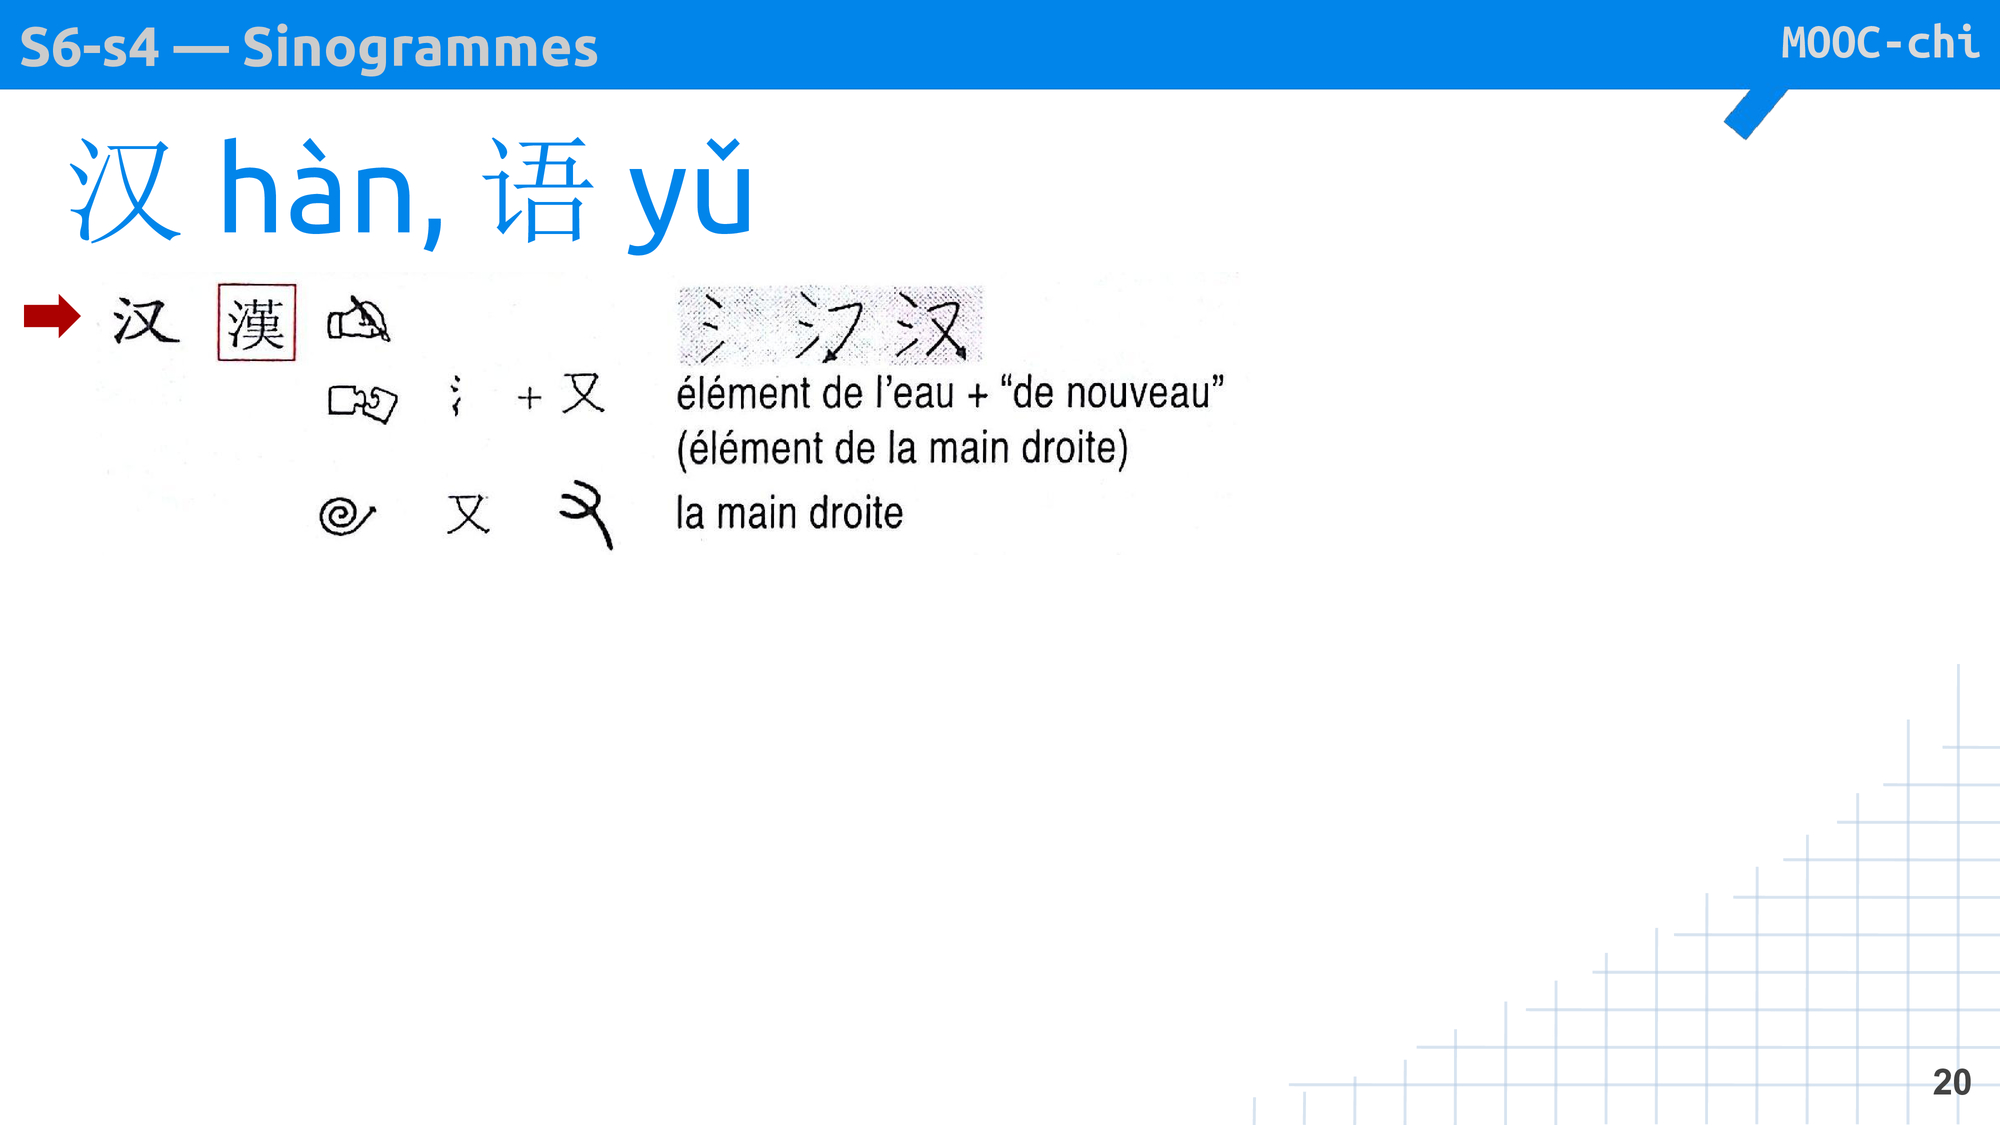 S6-s4 — Sinogrammes
MOOC-chi
汉 hàn, 语 yǔ
汉 漢 氵 汊 汉
氵 + 又 élément de l'eau + “de nouveau”
(élément de la main droite)
又 la main droite
20